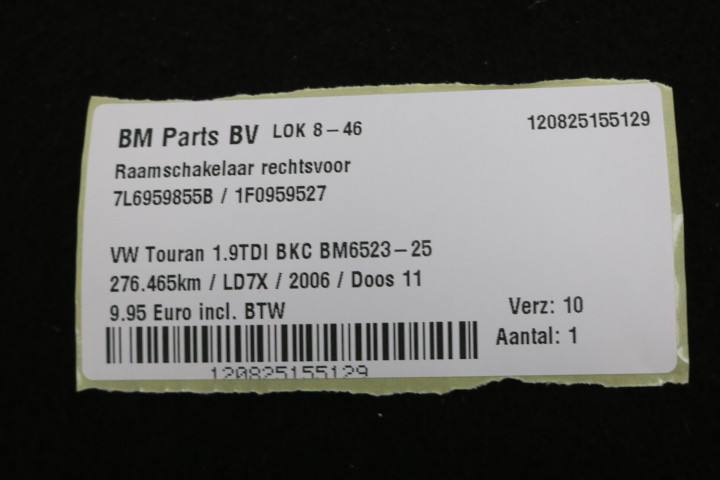 BM Parts BV LOK 8-46 120825155129
Raamschakelaar rechtsvoor
7L6959855B / 1F0959527
VW Touran 1.9TDI BKC BM6523-25
276.465km / LD7X / 2006 / Doos 11
9.95 Euro incl. BTW Verz: 10
Aantal: 1
120825155129